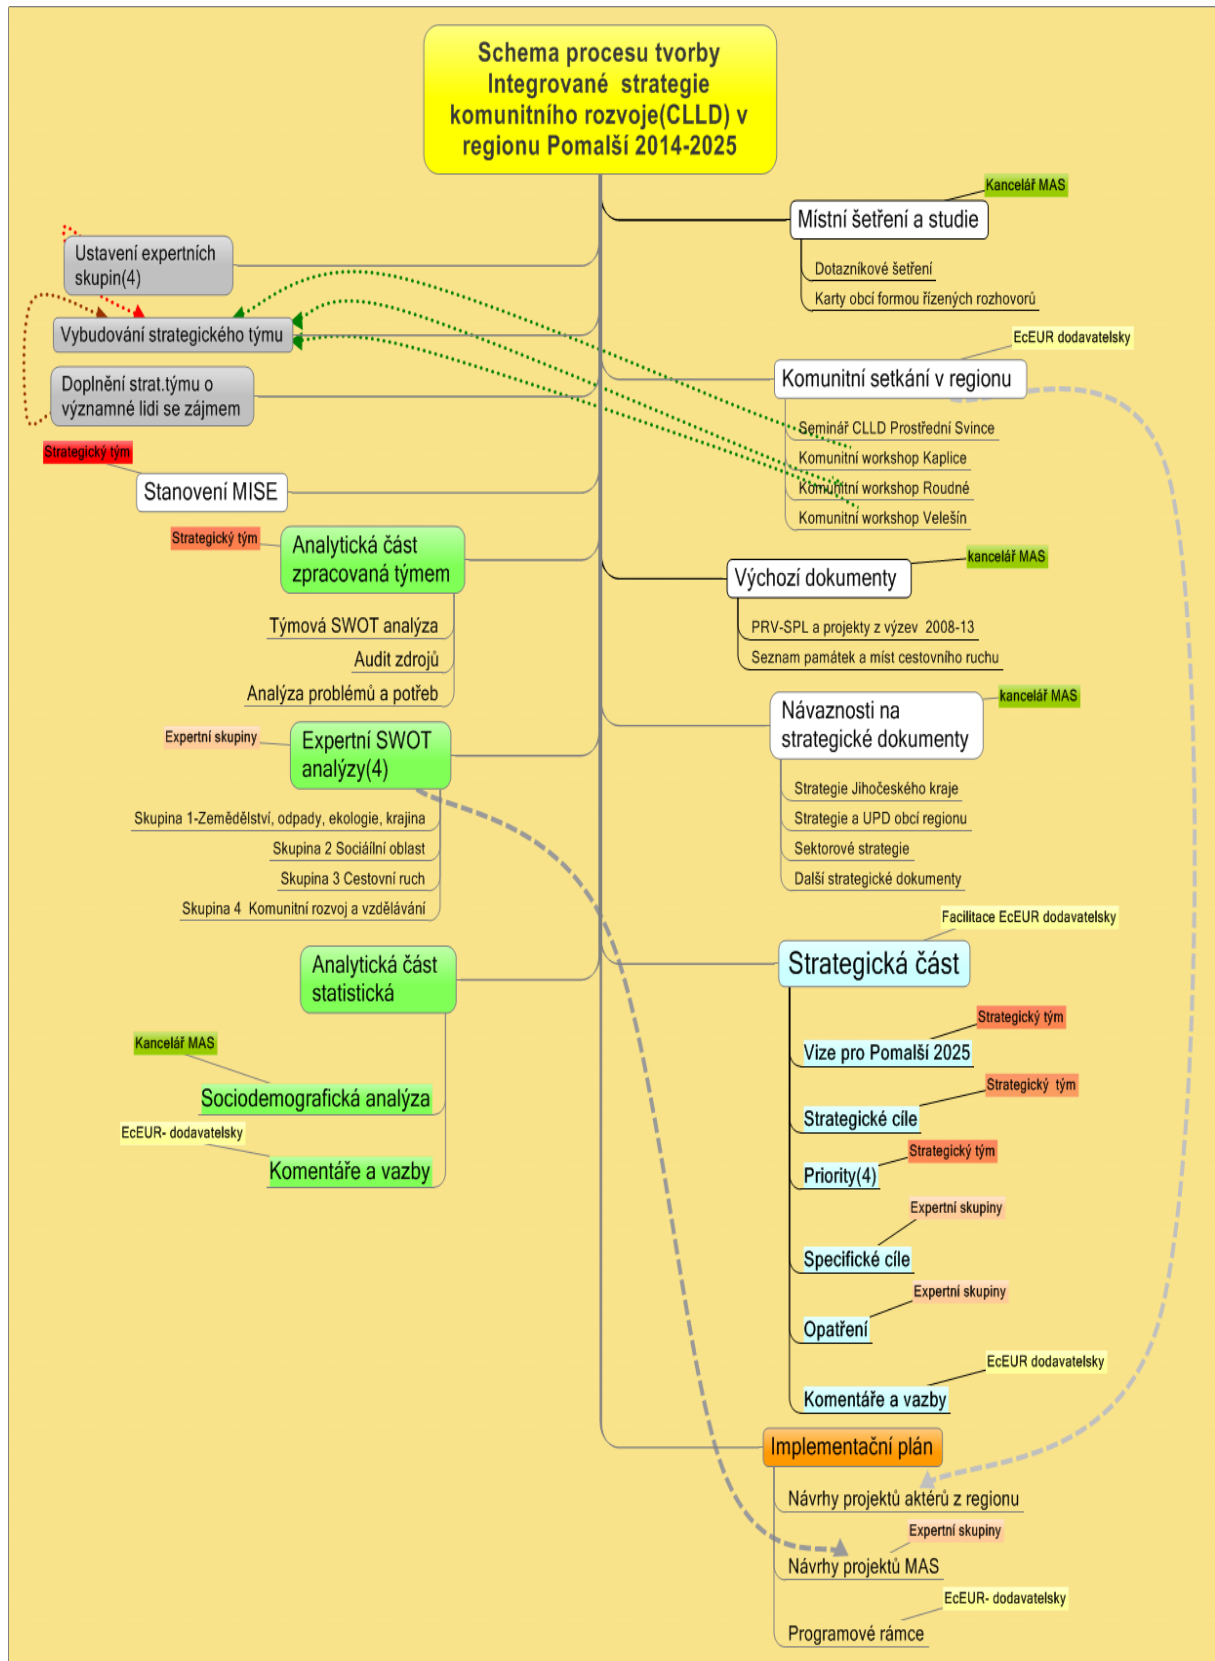 Schema procesu tvorby
Integrované strategie
komunitního rozvoje(CLLD) v
regionu Pomalší 2014-2025
Ustavení expertních
skupin(4)
Vybudování strategického týmu
Doplnění strat.týmu o
významné lidi se zájmem
Strategický tým
Stanovení MISE
Strategický tým
Analytická část
zpracovaná týmem
Týmová SWOT analýza
Audit zdrojů
Analýza problémů a potřeb
Expertní skupiny
Expertní SWOT
analýzy(4)
Skupina 1-Zemědělství, odpady, ekologie, krajina
Skupina 2 Sociáílní oblast
Skupina 3 Cestovní ruch
Skupina 4 Komunitní rozvoj a vzdělávání
Analytická část
statistická
Kancelář MAS
Sociodemografická analýza
EcEUR- dodavatelsky
Komentáře a vazby
Kancelář MAS
Místní šetření a studie
Dotazníkové šetření
Karty obcí formou řízených rozhovorů
EcEUR dodavatelsky
Komunitní setkání v regionu
Seminář CLLD Prostřední Svince
Komunitní workshop Kaplice
Komunitní workshop Roudné
Komunitní workshop Velešín
kancelář MAS
Výchozí dokumenty
PRV-SPL a projekty z výzev 2008-13
Seznam památek a míst cestovního ruchu
kancelář MAS
Návaznosti na
strategické dokumenty
Strategie Jihočeského kraje
Strategie a UPD obcí regionu
Sektorové strategie
Další strategické dokumenty
Facilitace EcEUR dodavatelsky
Strategická část
Strategický tým
Vize pro Pomalší 2025
Strategický tým
Strategické cíle
Strategický tým
Priority(4)
Expertní skupiny
Specifické cíle
Expertní skupiny
Opatření
EcEUR dodavatelsky
Komentáře a vazby
Implementační plán
Návrhy projektů aktérů z regionu
Expertní skupiny
Návrhy projektů MAS
EcEUR- dodavatelsky
Programové rámce